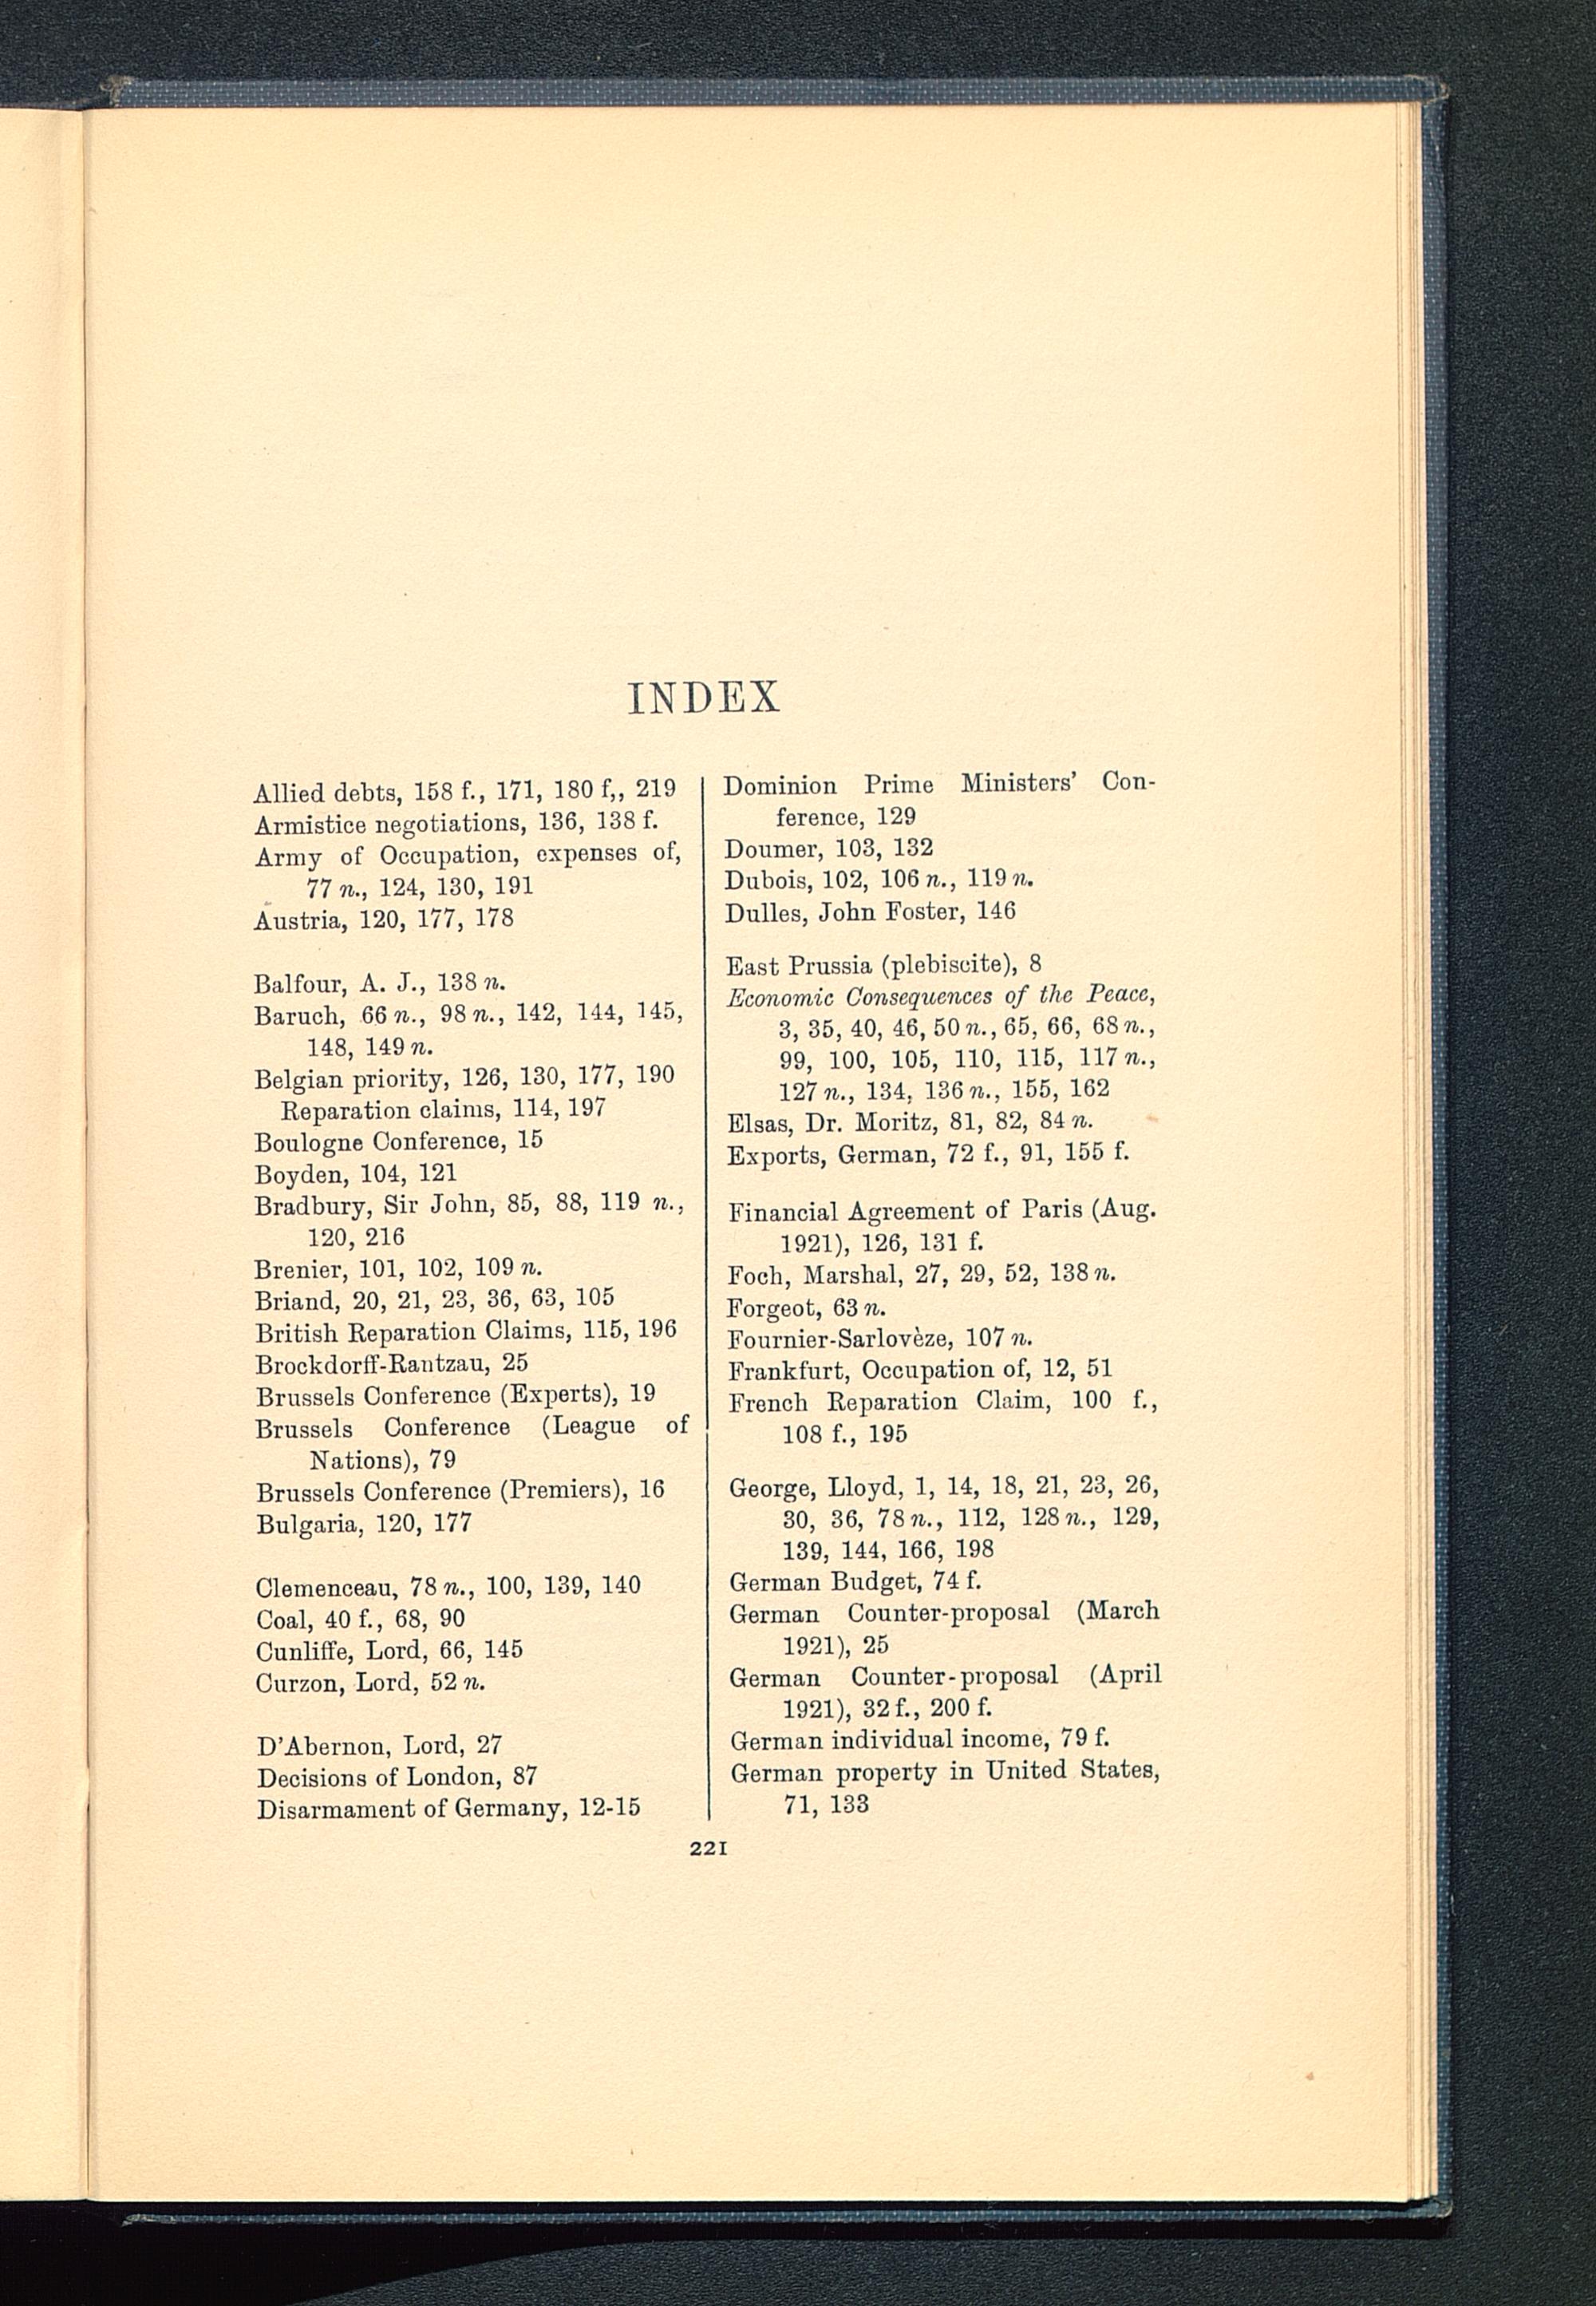 INDEX
Allied debts, 158 f., 171, 180 f,, 219
Armistice negotiations, 136, 138 f.
Army of Occupation, expenses of,
77 n., 124, 130, 191
Austria, 120, 177, 178
Balfour, A. J., 138 n.
Baruch, 66 n., 98 n., 142, 144, 145,
148, 149 n.
Belgian priority, 126, 130, 177, 190
Reparation claims, 114, 197
Boulogne Conference, 15
Boyden, 104, 121
Bradbury, Sir John, 85, 88, 119 n.,
120, 216
Brenier, 101, 102, 109 n.
Briand, 20, 21, 23, 36, 63, 105
British Reparation Claims, 115, 196
Brockdorff-Rantzau, 25
Brussels Conference (Experts), 19
Brussels Conference (League of
Nations), 79
Brussels Conference (Premiers), 16
Bulgaria, 120, 177
Clemenceau, 78 n., 100, 139, 140
Coal, 40 f., 68, 90
Cunliffe, Lord, 66, 145
Curzon, Lord, 52 n.
D'Abernon, Lord, 27
Decisions of London, 87
Disarmament of Germany, 12-15
Dominion Prime Ministers' Con-
ference, 129
Doumer, 103, 132
Dubois, 102, 106 n., 119 n.
Dulles, John Foster, 146
East Prussia (plebiscite), 8
Economic Consequences of the Peace,
3, 35, 40, 46, 50 n., 65, 66, 68 n.,
99, 100, 105, 110, 115, 117 n.,
127 n., 134, 136 n., 155, 162
Elsas, Dr. Moritz, 81, 82, 84 n.
Exports, German, 72 f., 91, 155 f.
Financial Agreement of Paris (Aug.
1921), 126, 131 f.
Foch, Marshal, 27, 29, 52, 138 n.
Forgeot, 63 n.
Fournier-Sarlovèze, 107 n.
Frankfurt, Occupation of, 12, 51
French Reparation Claim, 100 f.,
108 f., 195
George, Lloyd, 1, 14, 18, 21, 23, 26,
30, 36, 78 n., 112, 128 n., 129,
139, 144, 166, 198
German Budget, 74 f.
German Counter-proposal (March
1921), 25
German Counter-proposal (April
1921), 32 f., 200 f.
German individual income, 79 f.
German property in United States,
71, 133
221